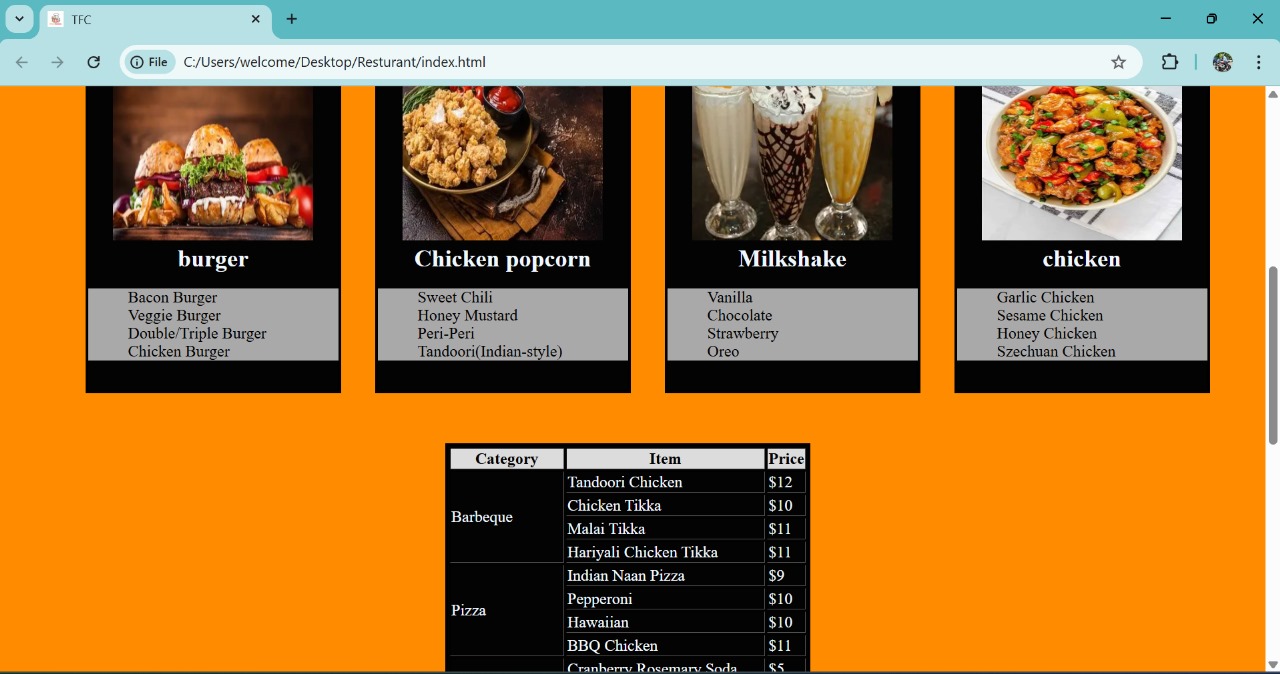 TFC
File
C:/Users/welcome/Desktop/Resturant/index.html
burger
Bacon Burger
Veggie Burger
Double/Triple Burger
Chicken Burger
Chicken popcorn
Sweet Chili
Honey Mustard
Peri-Peri
Tandoori(Indian-style)
Milkshake
Vanilla
Chocolate
Strawberry
Oreo
chicken
Garlic Chicken
Sesame Chicken
Honey Chicken
Szechuan Chicken
Category Item Price
Barbeque
Tandoori Chicken $12
Chicken Tikka $10
Malai Tikka $11
Hariyali Chicken Tikka $11
Pizza
Indian Naan Pizza $9
Pepperoni $10
Hawaiian $10
BBQ Chicken $11
Cranberry Rosemary Soda $5